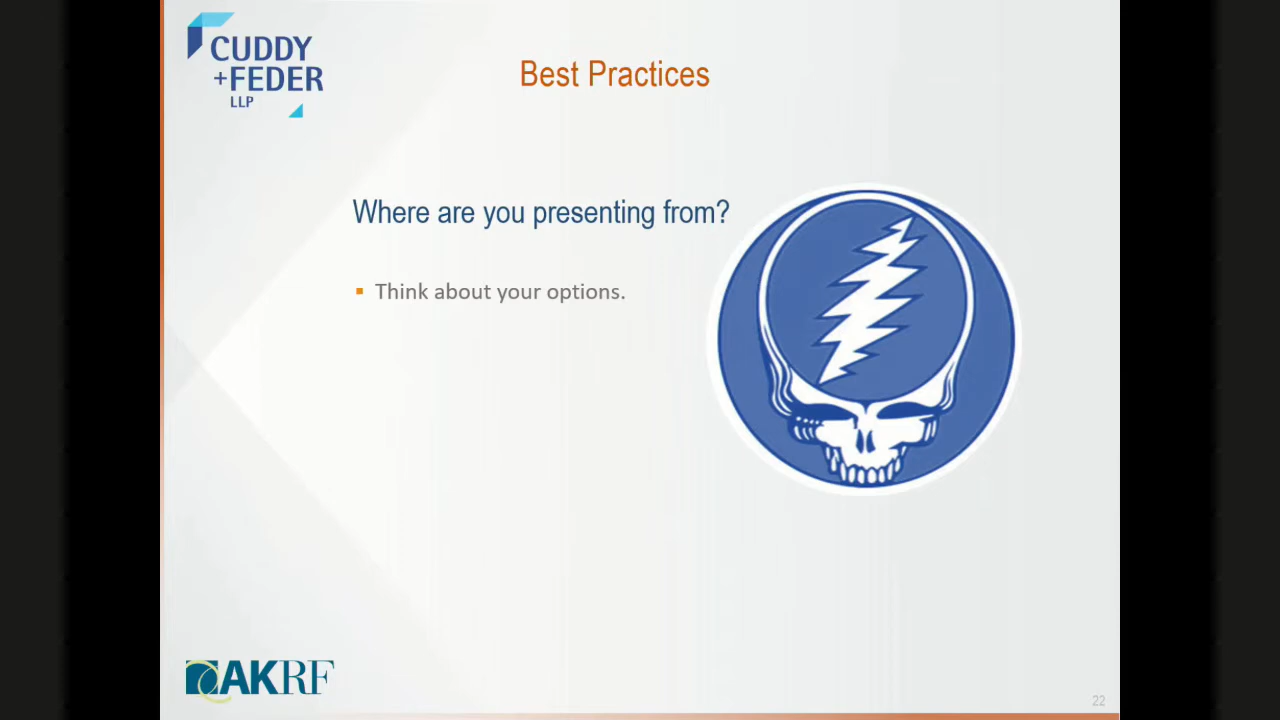 CUDDY
+FEDER
LLP
Best Practices
Where are you presenting from?
Think about your options.
AKRF
22